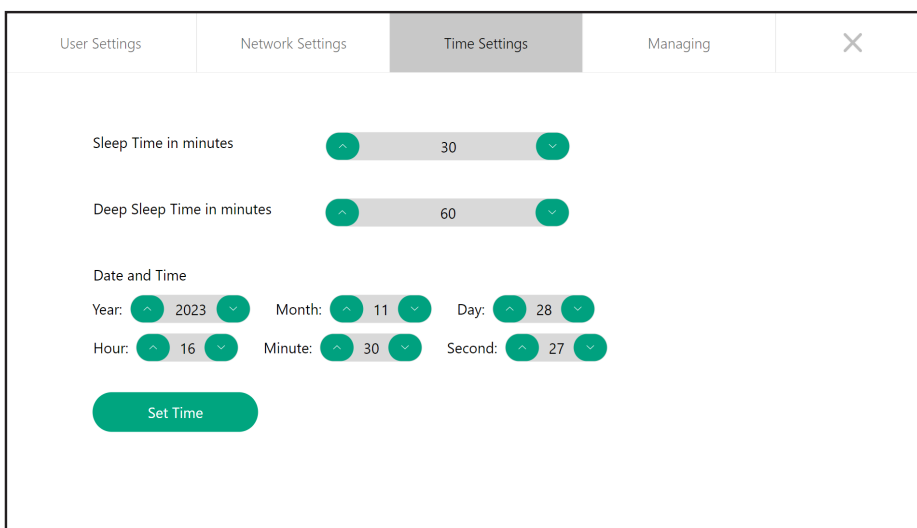 User Settings Network Settings Time Settings Managing
Sleep Time in minutes 30
Deep Sleep Time in minutes 60
Date and Time
Year: 2023 Month: 11 Day: 28
Hour: 16 Minute: 30 Second: 27
Set Time